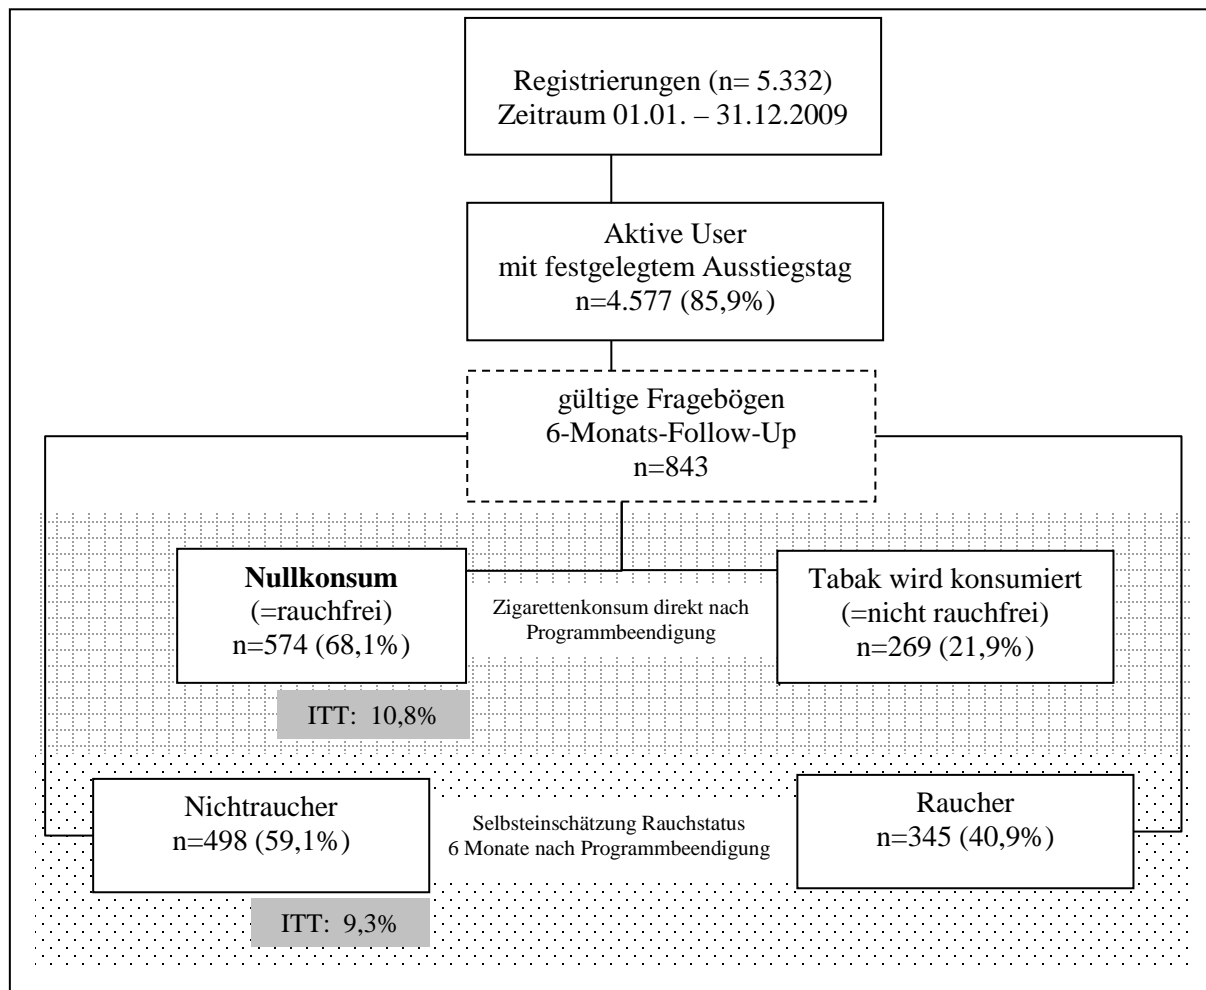 Registrierungen (n= 5.332)
Zeitraum 01.01. – 31.12.2009
Aktive User
mit festgelegtem Ausstiegstag
n=4.577 (85,9%)
gültige Fragebögen
6-Monats-Follow-Up
n=843
Nullkonsum
(=rauchfrei)
n=574 (68,1%)
Zigarettenkonsum direkt nach
Programmbeendigung
Tabak wird konsumiert
(=nicht rauchfrei)
n=269 (21,9%)
ITT: 10,8%
Nichtraucher
n=498 (59,1%)
Selbsteinschätzung Rauchstatus
6 Monate nach Programmbeendigung
Raucher
n=345 (40,9%)
ITT: 9,3%